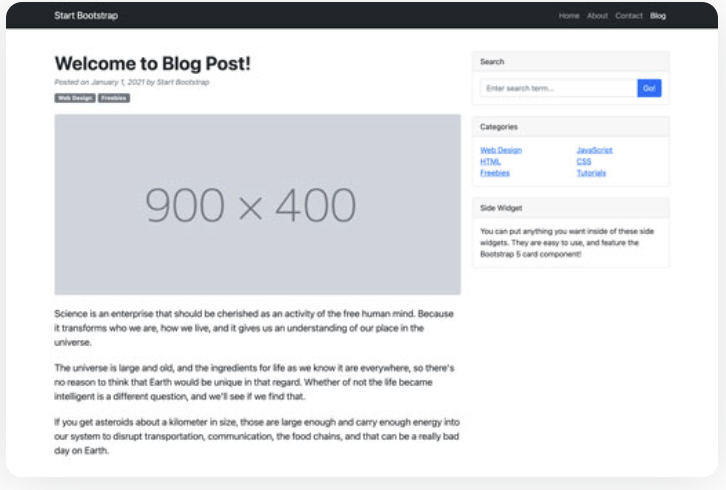 Start Bootstrap
Home About Contact Blog
Welcome to Blog Post!
Posted on January 1, 2021 by Start Bootstrap
Web Design Freebies
900 × 400
Science is an enterprise that should be cherished as an activity of the free human mind. Because
it transforms who we are, how we live, and it gives us an understanding of our place in the
universe.
The universe is large and old, and the ingredients for life as we know it are everywhere, so there's
no reason to think that Earth would be unique in that regard. Whether of not the life became
intelligent is a different question, and we'll see if we find that.
If you get asteroids about a kilometer in size, those are large enough and carry enough energy into
our system to disrupt transportation, communication, the food chains, and that can be a really bad
day on Earth.
Search
Enter search term...
Go!
Categories
Web Design JavaScript
HTML CSS
Freebies Tutorials
Side Widget
You can put anything you want inside of these side
widgets. They are easy to use, and feature the
Bootstrap 5 card component!